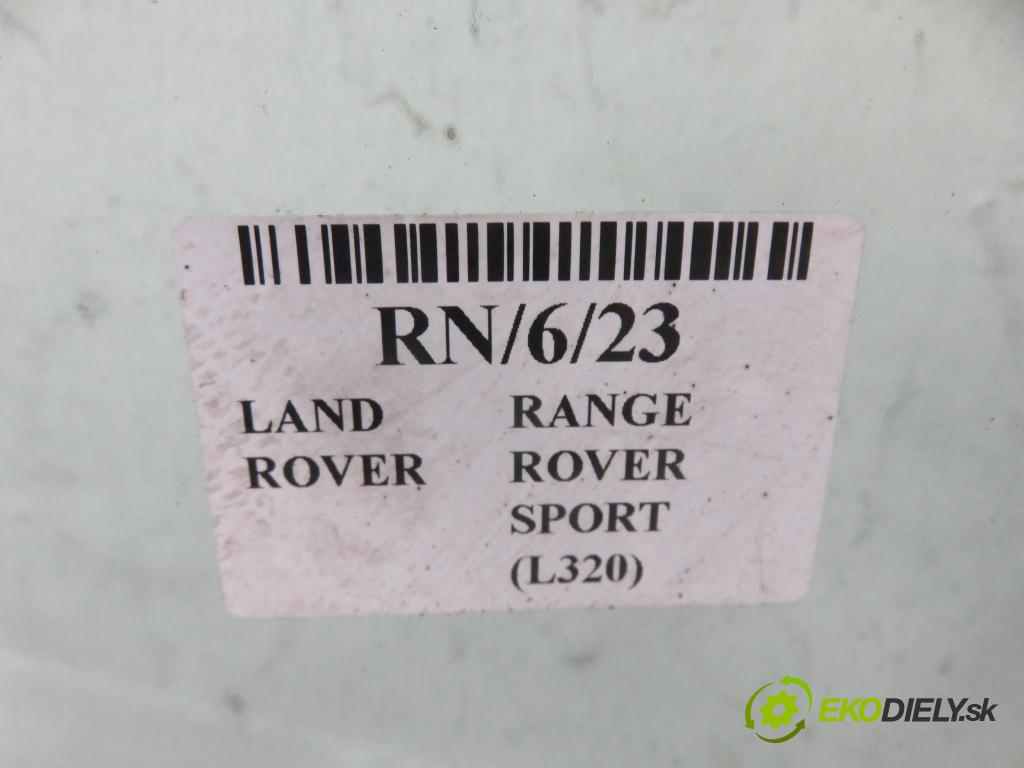 RN/6/23
LAND ROVER
RANGE ROVER SPORT (L320)
EKODIELY.sk